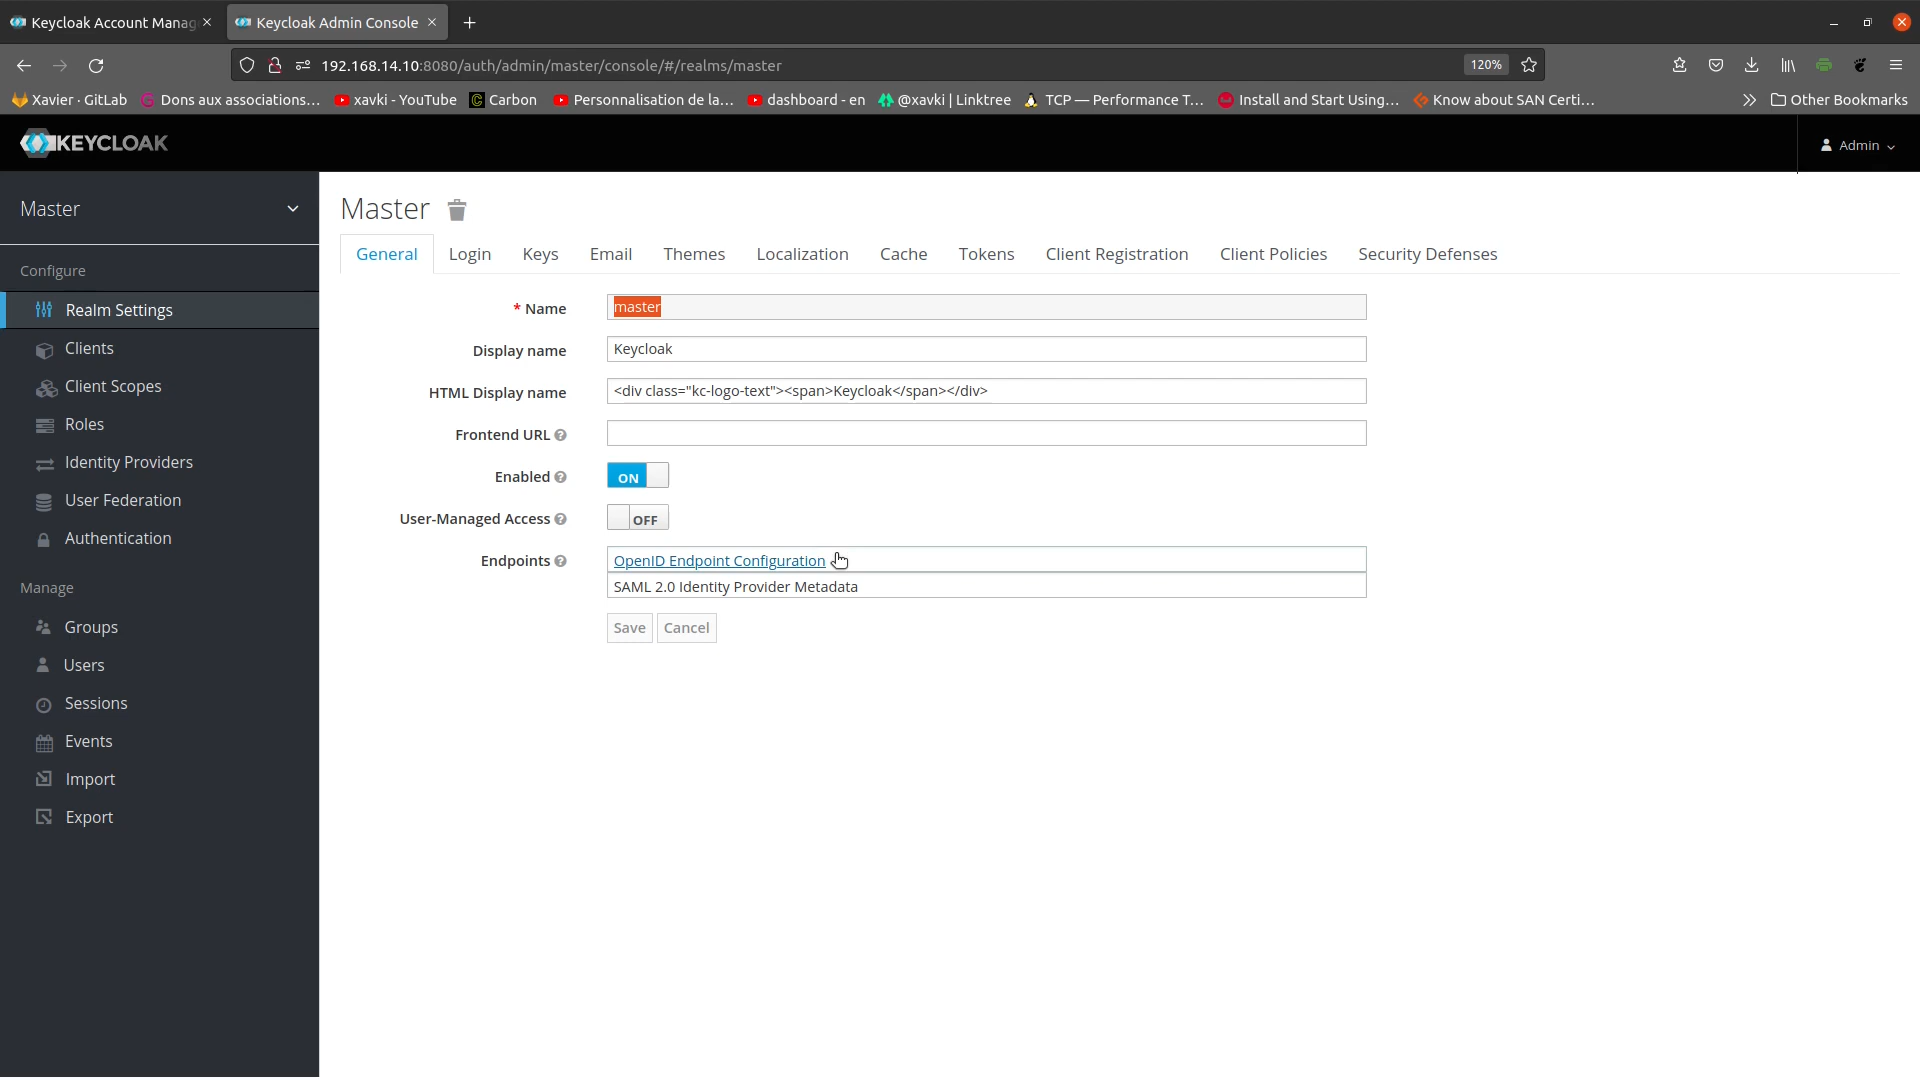 Keycloak Account Manag
Keycloak Admin Console
192.168.14.10:8080/auth/admin/master/console/#/realms/master
120%
Xavier · GitLab
Dons aux associations...
xavki - YouTube
Carbon
Personnalisation de la...
dashboard - en
@xavki | Linktree
TCP — Performance T...
Install and Start Using...
Know about SAN Certi...
Other Bookmarks
KEYCLOAK
Admin
Master
Configure
Realm Settings
Clients
Client Scopes
Roles
Identity Providers
User Federation
Authentication
Manage
Groups
Users
Sessions
Events
Import
Export
Master
General Login Keys Email Themes Localization Cache Tokens Client Registration Client Policies Security Defenses
* Name master
Display name Keycloak
HTML Display name <div class="kc-logo-text"><span>Keycloak</span></div>
Frontend URL
Enabled ON
User-Managed Access OFF
Endpoints OpenID Endpoint Configuration
SAML 2.0 Identity Provider Metadata
Save Cancel